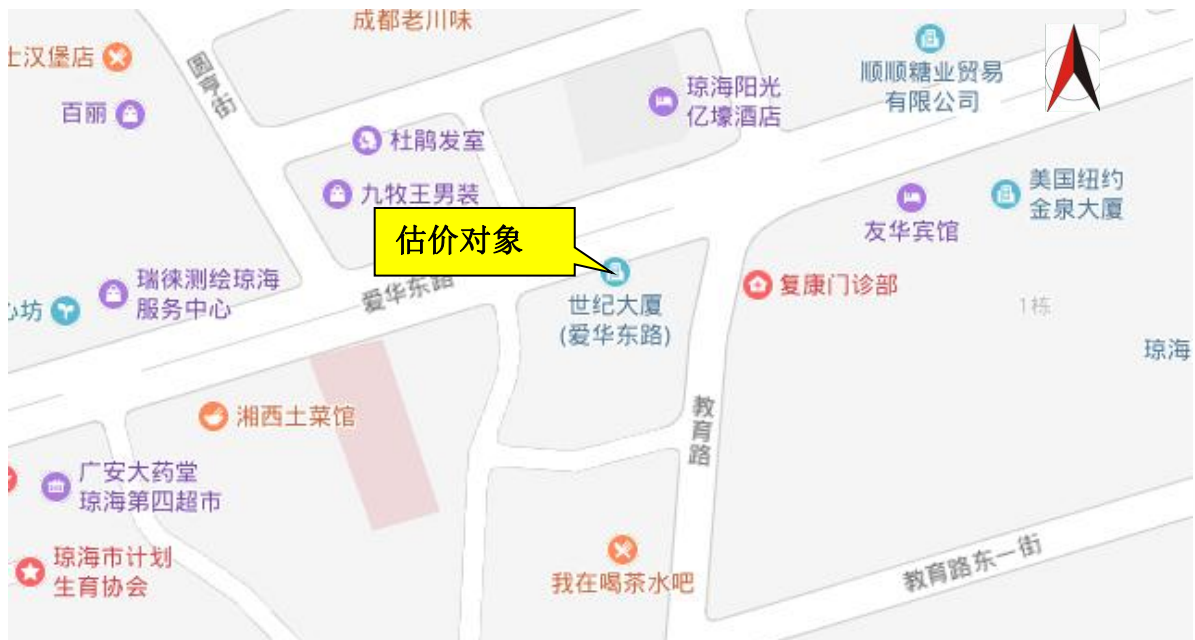 成都老川味
士汉堡店
圆亨街
百丽
琼海阳光
亿壕酒店
顺顺糖业贸易
有限公司
杜鹃发室
九牧王男装
估价对象
美国纽约
金泉大厦
友华宾馆
瑞徕测绘琼海
服务中心
心坊
爱华东路
世纪大厦
(爱华东路)
复康门诊部
1栋
琼海
湘西土菜馆
教育路
广安大药堂
琼海第四超市
琼海市计划
生育协会
我在喝茶水吧
教育路东一街